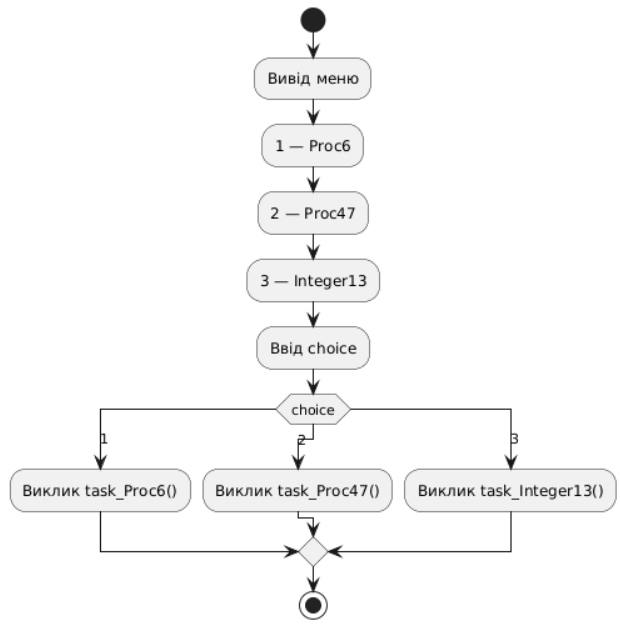 Вивід меню
1 — Proc6
2 — Proc47
3 — Integer13
Ввід choice
choice
1
2
3
Виклик task_Proc6()
Виклик task_Proc47()
Виклик task_Integer13()